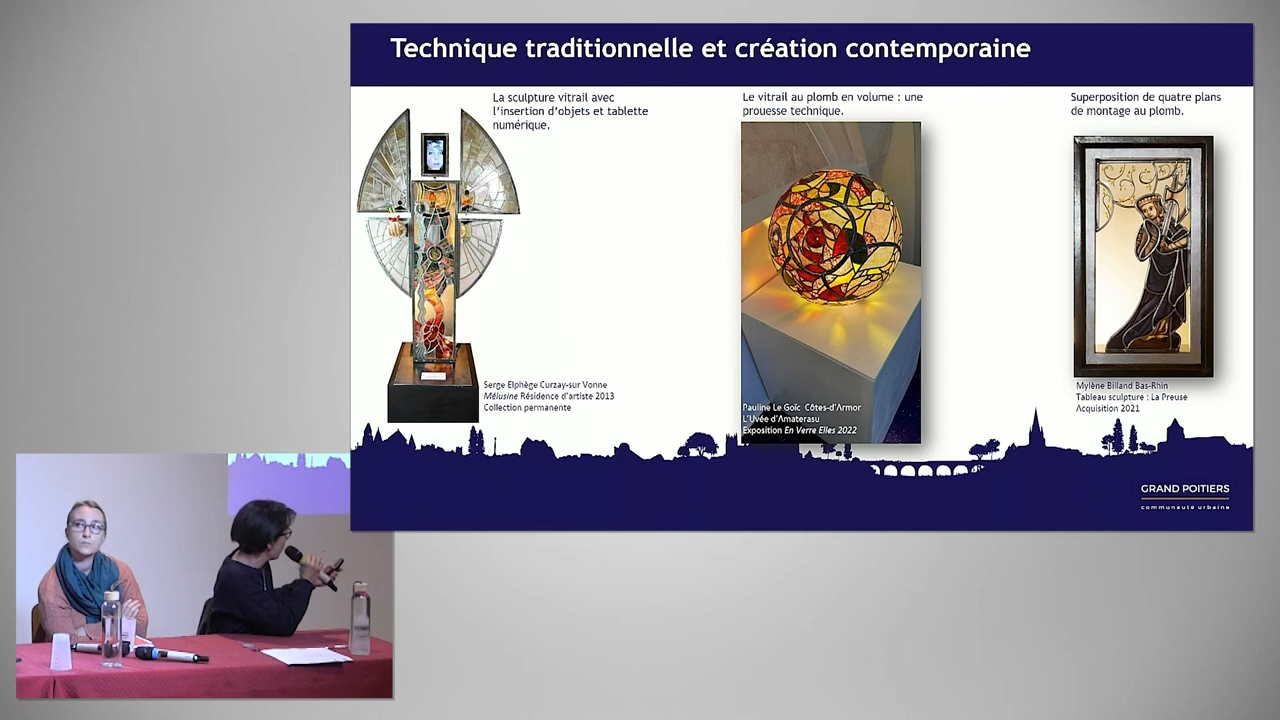 Technique traditionnelle et création contemporaine
La sculpture vitrail avec
l'insertion d'objets et tablette
numérique.
Serge Elphège Curzay-sur Vonne
Mélusine Résidence d'artiste 2013
Collection permanente
Le vitrail au plomb en volume : une
prouesse technique.
Pauline Le Goïc Côtes-d'Armor
L'Uvée d'Amaterasu
Exposition En Verre Elles 2022
Superposition de quatre plans
de montage au plomb.
Mylène Billand Bas-Rhin
Tableau sculpture : La Preuse
Acquisition 2021
GRAND POITIERS
communauté urbaine